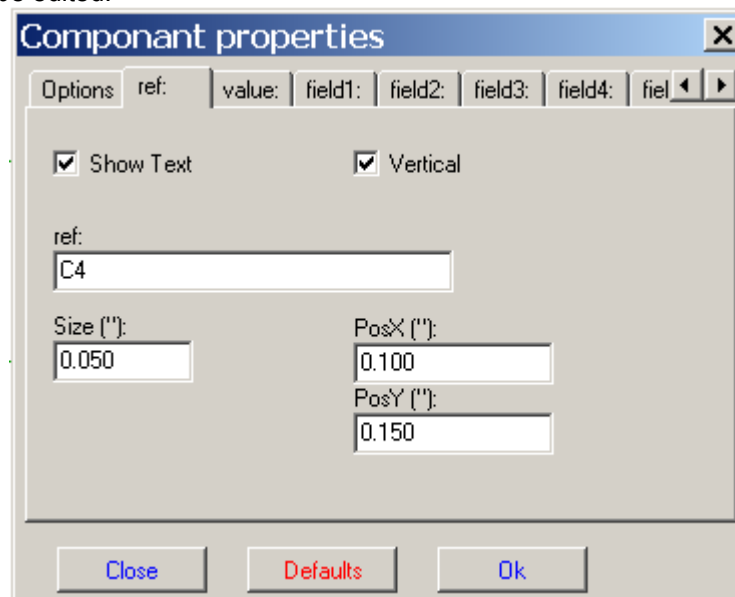 Componant properties
Options ref: value: field1: field2: field3: field4: fiel
Show Text Vertical
ref:
C4
Size ("): PosX ("):
0.050 0.100
PosY ("):
0.150
Close Defaults Ok